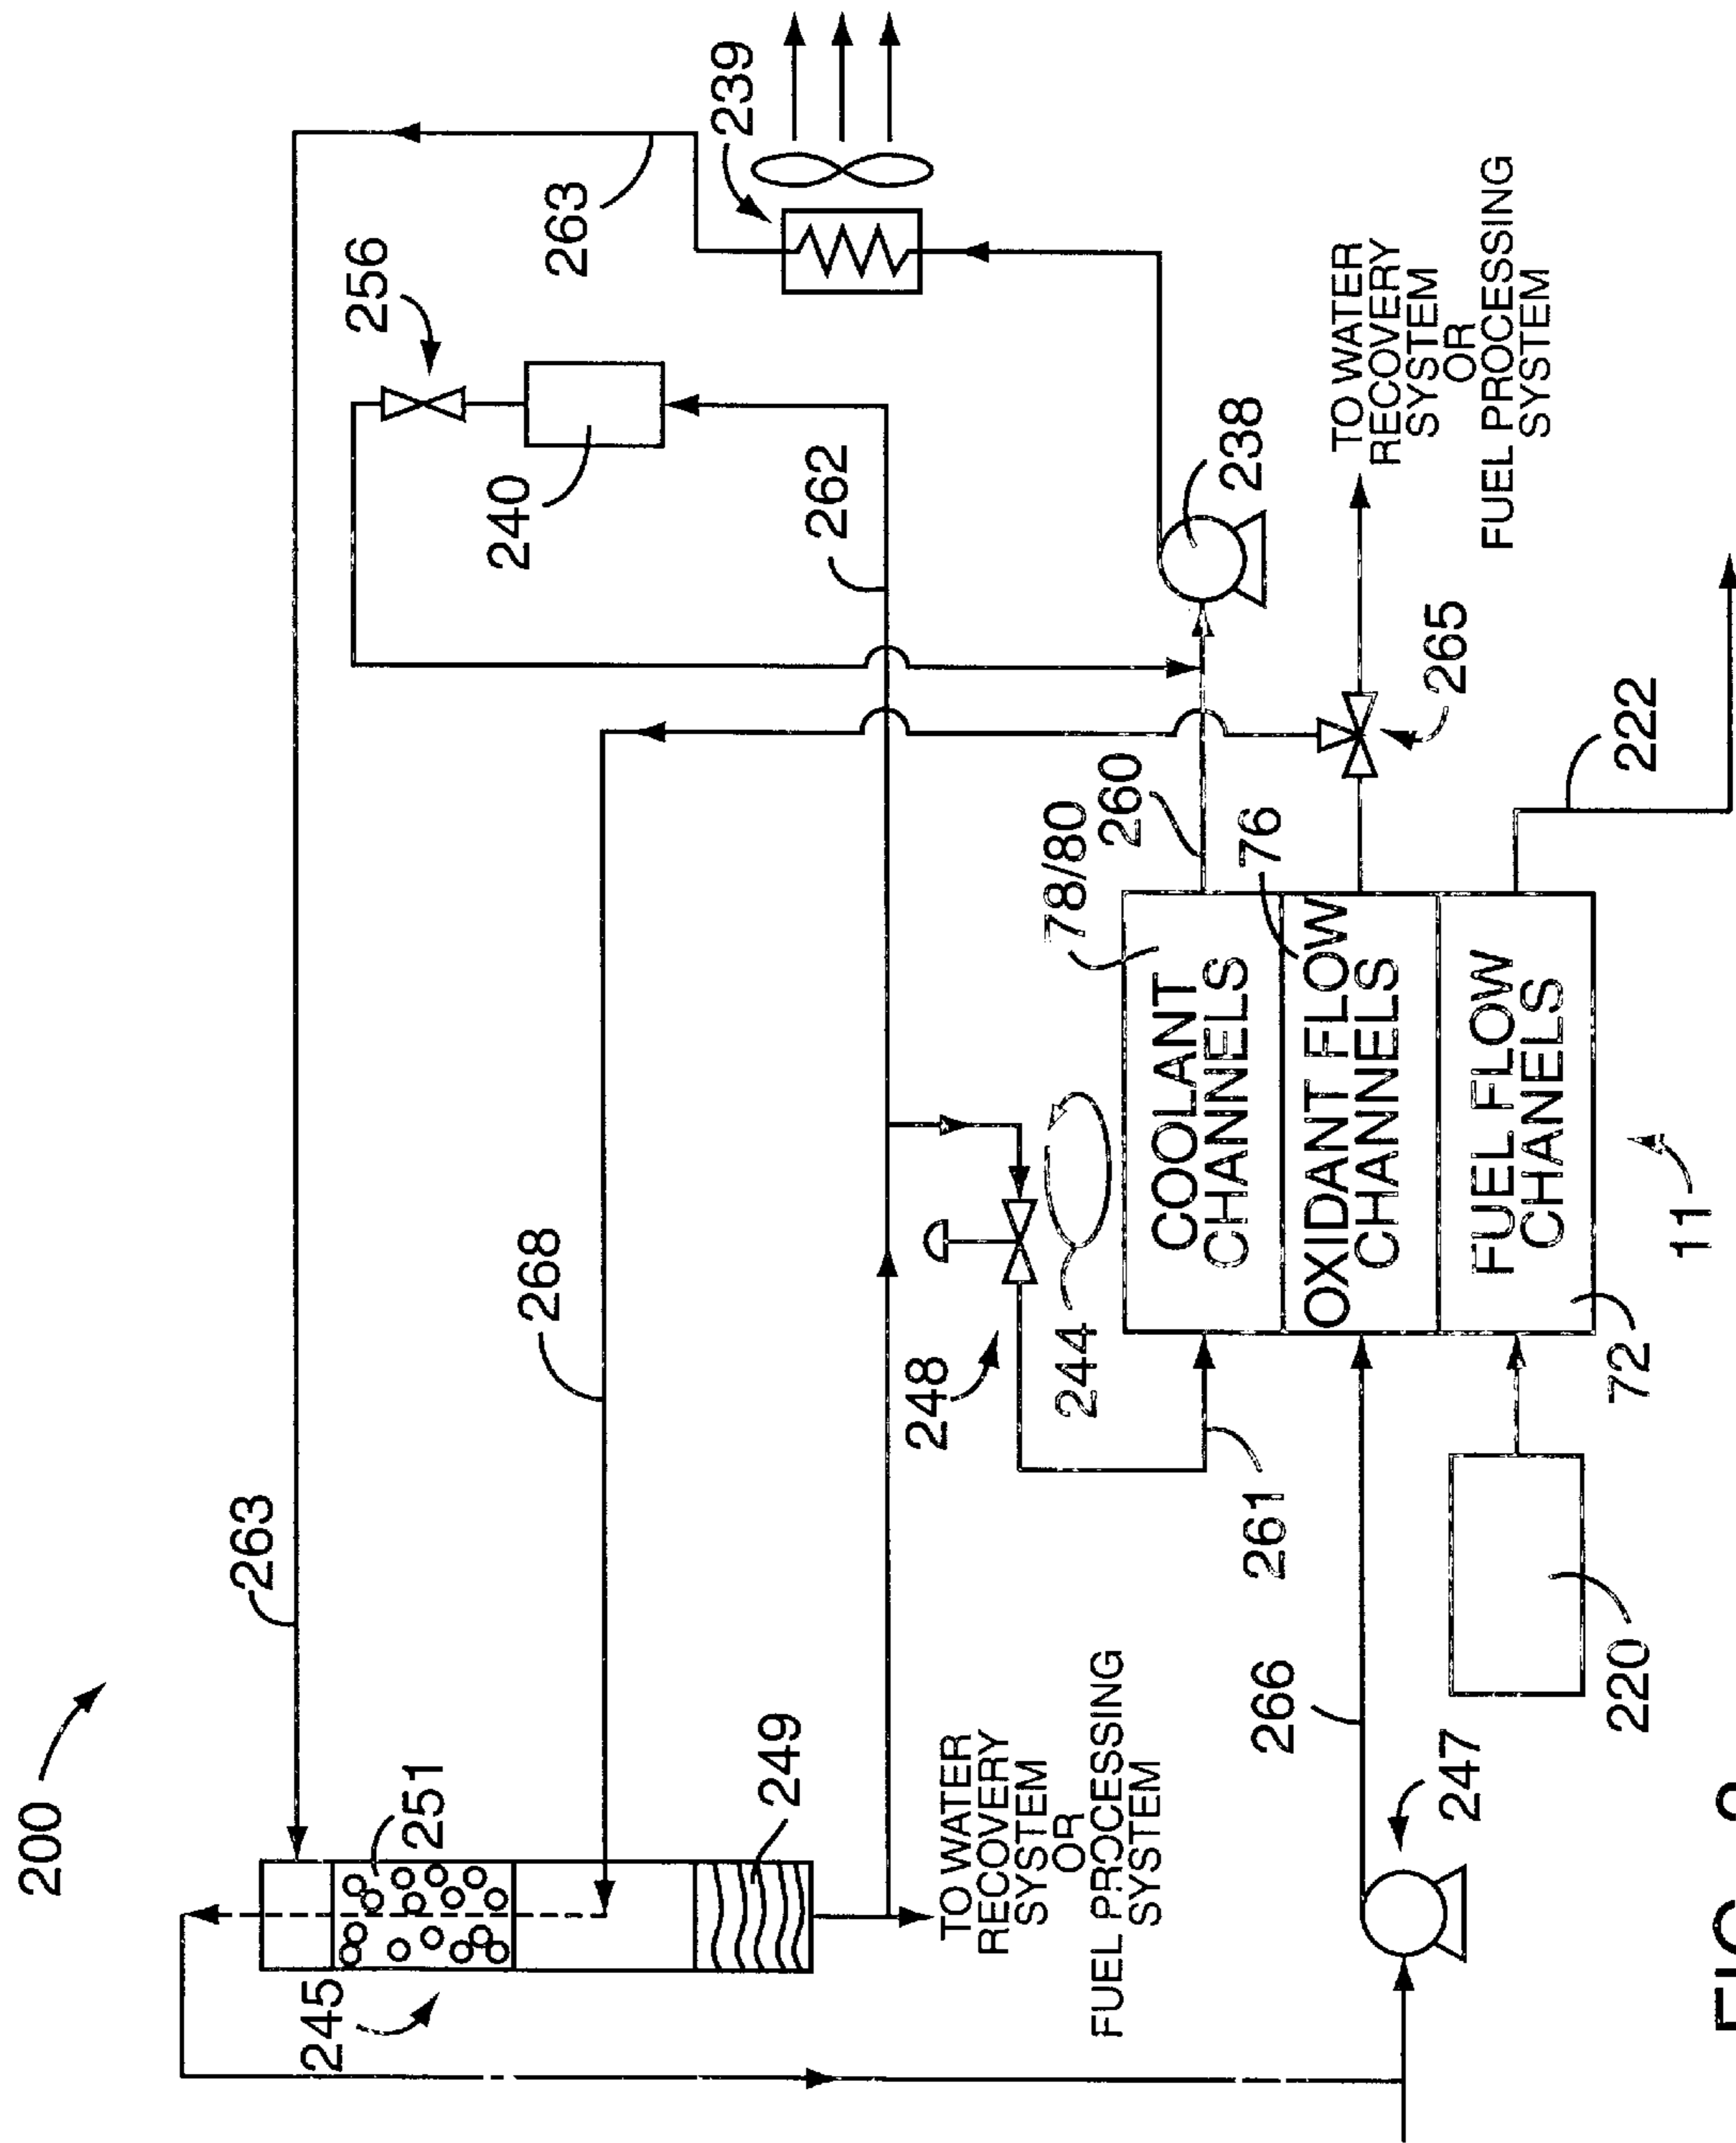 200
263
245
251
256
240
268
263
239
249
262
248
244
78/80
260
TO WATER
RECOVERY
SYSTEM
OR
FUEL PROCESSING
SYSTEM
COOLANT
CHANNELS
238
261
266
76
OXIDANT FLOW
CHANNELS
TO WATER
RECOVERY
SYSTEM
OR
FUEL PROCESSING
SYSTEM
265
247
FUEL FLOW
CHANNELS
220
72
11
222
FIG.